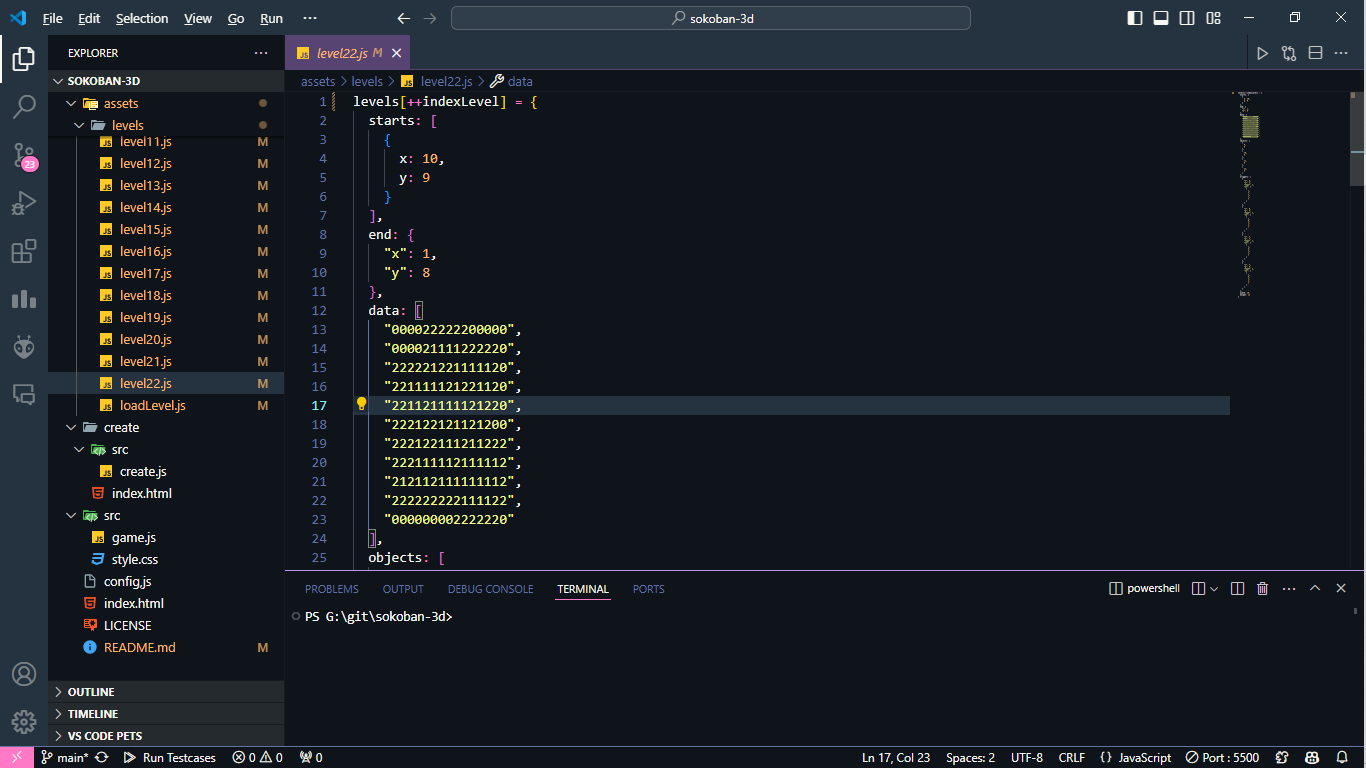 File Edit Selection View Go Run ··· sokoban-3d
EXPLORER ···
SOKOBAN-3D
assets
levels
level11.js M
level12.js M
level13.js M
level14.js M
level15.js M
level16.js M
level17.js M
level18.js M
level19.js M
level20.js M
level21.js M
level22.js M
loadLevel.js M
create
src
create.js
index.html
src
game.js
style.css
config.js
index.html
LICENSE
README.md M
OUTLINE
TIMELINE
VS CODE PETS
23
JS level22.js M
assets > levels > JS level22.js > data
1 levels[++indexLevel] = {
2 starts: [
3 {
4 x: 10,
5 y: 9
6 }
7 ],
8 end: {
9 "x": 1,
10 "y": 8
11 },
12 data: [
13 "000022222200000",
14 "000021111222220",
15 "222221221111120",
16 "221111121221120",
17 "221121111121220",
18 "222122121121200",
19 "222122111211222",
20 "222111112111112",
21 "212112111111112",
22 "222222222111122",
23 "000000002222220"
24 ],
25 objects: [
PROBLEMS OUTPUT DEBUG CONSOLE TERMINAL PORTS powershell
PS G:\git\sokoban-3d>
main* Run Testcases 0 0 0 Ln 17, Col 23 Spaces: 2 UTF-8 CRLF {} JavaScript Port : 5500